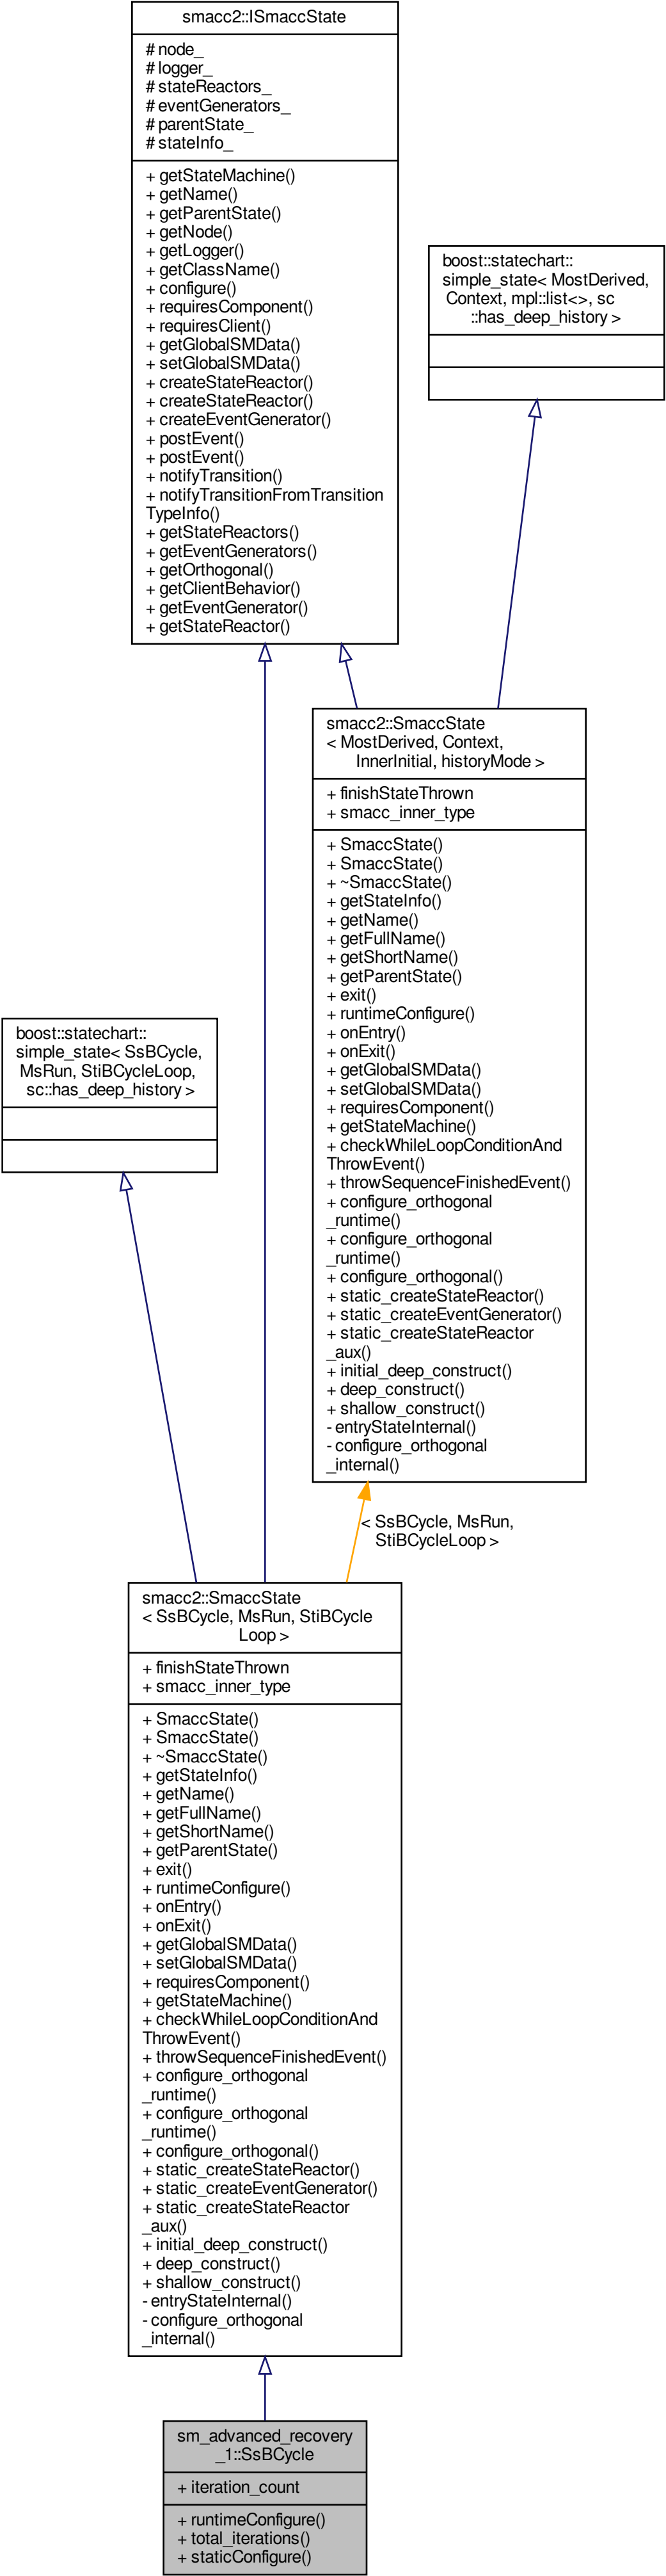 smacc2::ISmaccState
# node_
# logger_
# stateReactors_
# eventGenerators_
# parentState_
# stateInfo_
+ getStateMachine()
+ getName()
+ getParentState()
+ getNode()
+ getLogger()
+ getClassName()
+ configure()
+ requiresComponent()
+ requiresClient()
+ getGlobalSMData()
+ setGlobalSMData()
+ createStateReactor()
+ createStateReactor()
+ createEventGenerator()
+ postEvent()
+ postEvent()
+ notifyTransition()
+ notifyTransitionFromTransition
TypeInfo()
+ getStateReactors()
+ getEventGenerators()
+ getOrthogonal()
+ getClientBehavior()
+ getEventGenerator()
+ getStateReactor()
boost::statechart::
simple_state< MostDerived,
Context, mpl::list<>, sc
::has_deep_history >
smacc2::SmaccState
< MostDerived, Context,
InnerInitial, historyMode >
+ finishStateThrown
+ smacc_inner_type
+ SmaccState()
+ SmaccState()
+ ~SmaccState()
+ getStateInfo()
+ getName()
+ getFullName()
+ getShortName()
+ getParentState()
+ exit()
+ runtimeConfigure()
+ onEntry()
+ onExit()
+ getGlobalSMData()
+ setGlobalSMData()
+ requiresComponent()
+ getStateMachine()
+ checkWhileLoopConditionAnd
ThrowEvent()
+ throwSequenceFinishedEvent()
+ configure_orthogonal
_runtime()
+ configure_orthogonal
_runtime()
+ configure_orthogonal()
+ static_createStateReactor()
+ static_createEventGenerator()
+ static_createStateReactor
_aux()
+ initial_deep_construct()
+ deep_construct()
+ shallow_construct()
- entryStateInternal()
- configure_orthogonal
_internal()
boost::statechart::
simple_state< SsBCycle,
MsRun, StiBCycleLoop,
sc::has_deep_history >
< SsBCycle, MsRun,
StiBCycleLoop >
smacc2::SmaccState
< SsBCycle, MsRun, StiBCycle
Loop >
+ finishStateThrown
+ smacc_inner_type
+ SmaccState()
+ SmaccState()
+ ~SmaccState()
+ getStateInfo()
+ getName()
+ getFullName()
+ getShortName()
+ getParentState()
+ exit()
+ runtimeConfigure()
+ onEntry()
+ onExit()
+ getGlobalSMData()
+ setGlobalSMData()
+ requiresComponent()
+ getStateMachine()
+ checkWhileLoopConditionAnd
ThrowEvent()
+ throwSequenceFinishedEvent()
+ configure_orthogonal
_runtime()
+ configure_orthogonal
_runtime()
+ configure_orthogonal()
+ static_createStateReactor()
+ static_createEventGenerator()
+ static_createStateReactor
_aux()
+ initial_deep_construct()
+ deep_construct()
+ shallow_construct()
- entryStateInternal()
- configure_orthogonal
_internal()
sm_advanced_recovery
_1::SsBCycle
+ iteration_count
+ runtimeConfigure()
+ total_iterations()
+ staticConfigure()